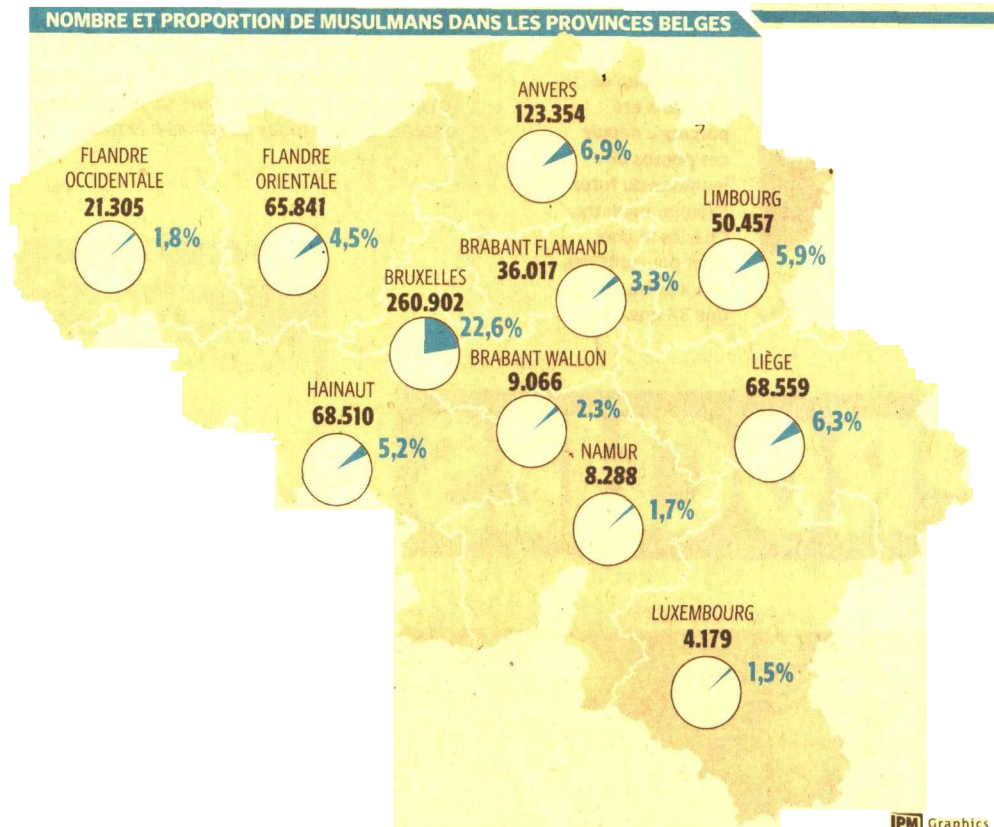 NOMBRE ET PROPORTION DE MUSULMANS DANS LES PROVINCES BELGES
ANVERS
123.354
6,9%
FLANDRE
OCCIDENTALE
21.305
1,8%
FLANDRE
ORIENTALE
65.841
4,5%
LIMBOURG
50.457
5,9%
BRABANT FLAMAND
36.017
3,3%
BRUXELLES
260.902
22,6%
BRABANT WALLON
9.066
2,3%
LIÈGE
68.559
6,3%
HAINAUT
68.510
5,2%
NAMUR
8.288
1,7%
LUXEMBOURG
4.179
1,5%
IPM Graphics